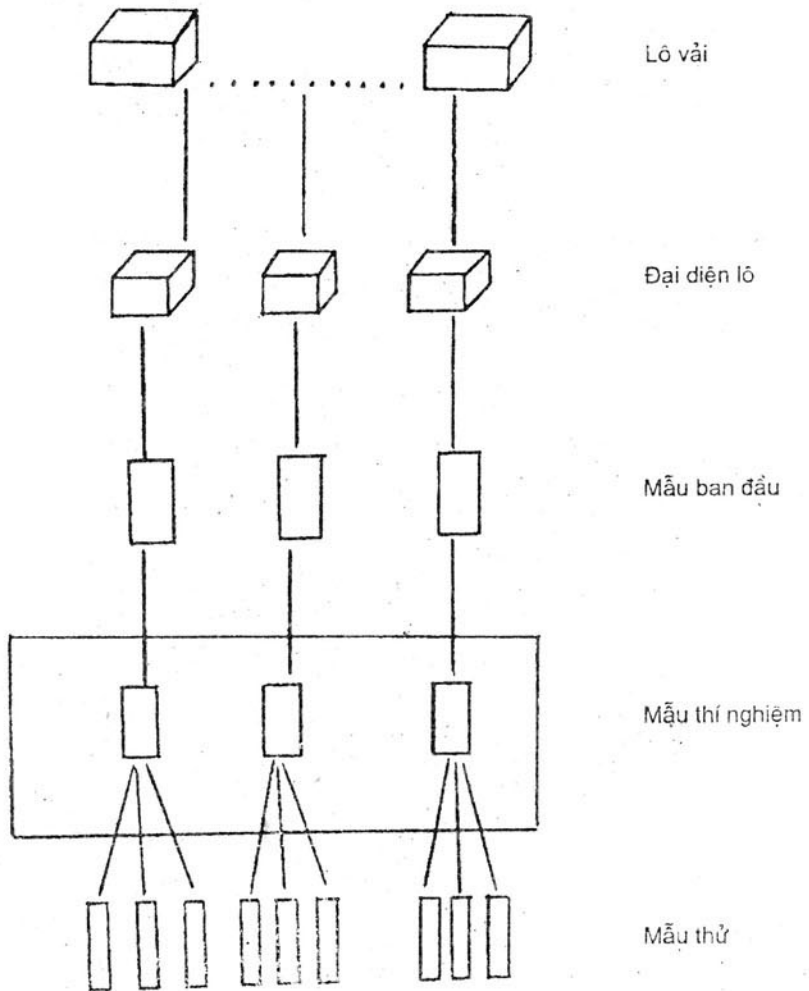 Lô vải
Đại diện lô
Mẫu ban đầu
Mẫu thí nghiệm
Mẫu thử